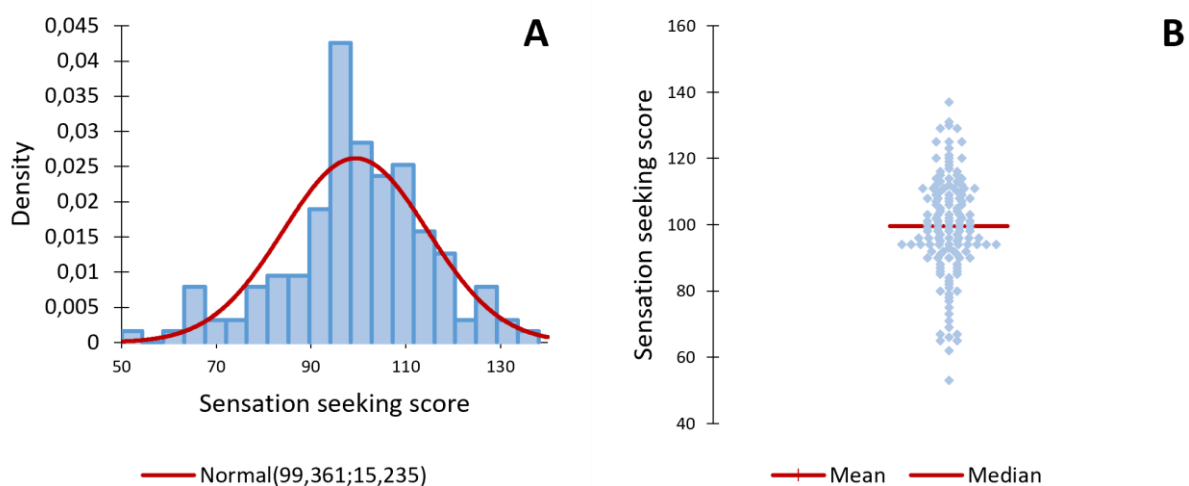 A
Density
0,045
0,04
0,035
0,03
0,025
0,02
0,015
0,01
0,005
0
50 70 90 110 130
Sensation seeking score
Normal(99,361;15,235)
B
Sensation seeking score
160
140
120
100
80
60
40
Mean Median